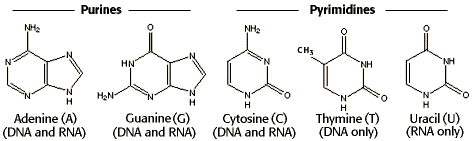 Purines
Pyrimidines
NH₂
N
N
N
N
H
Adenine (A)
(DNA and RNA)
O
HN
H₂N
N
N
N
H
Guanine (G)
(DNA and RNA)
NH₂
N
N
H
O
Cytosine (C)
(DNA and RNA)
O
CH₃
NH
N
H
O
Thymine (T)
(DNA only)
O
NH
N
H
O
Uracil (U)
(RNA only)